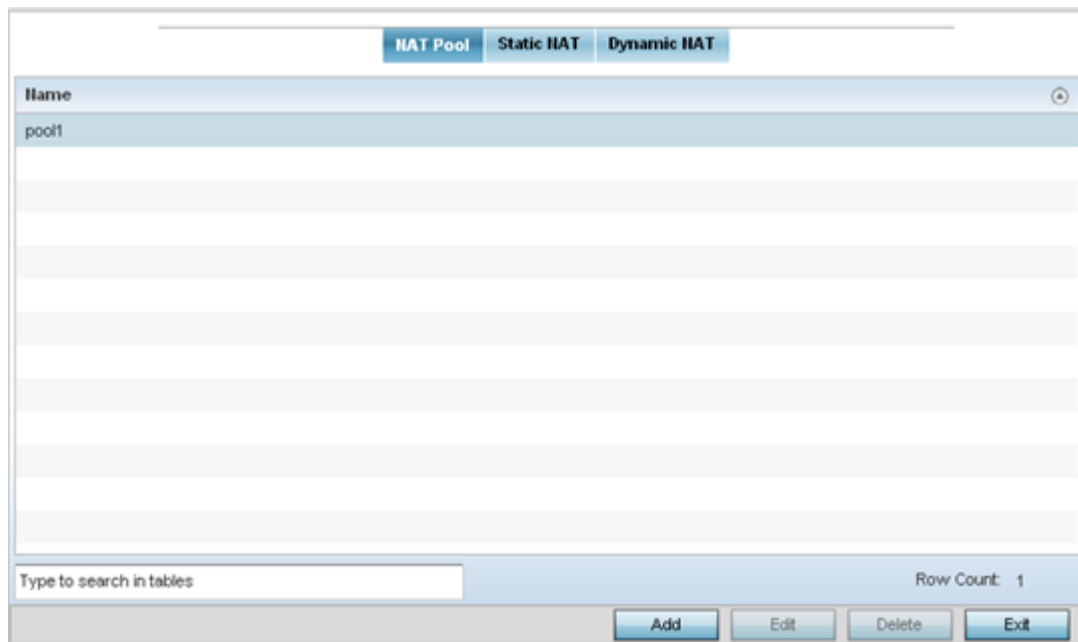 NAT Pool Static NAT Dynamic NAT
Name
pool1
Type to search in tables Row Count: 1
Add Edit Delete Exit